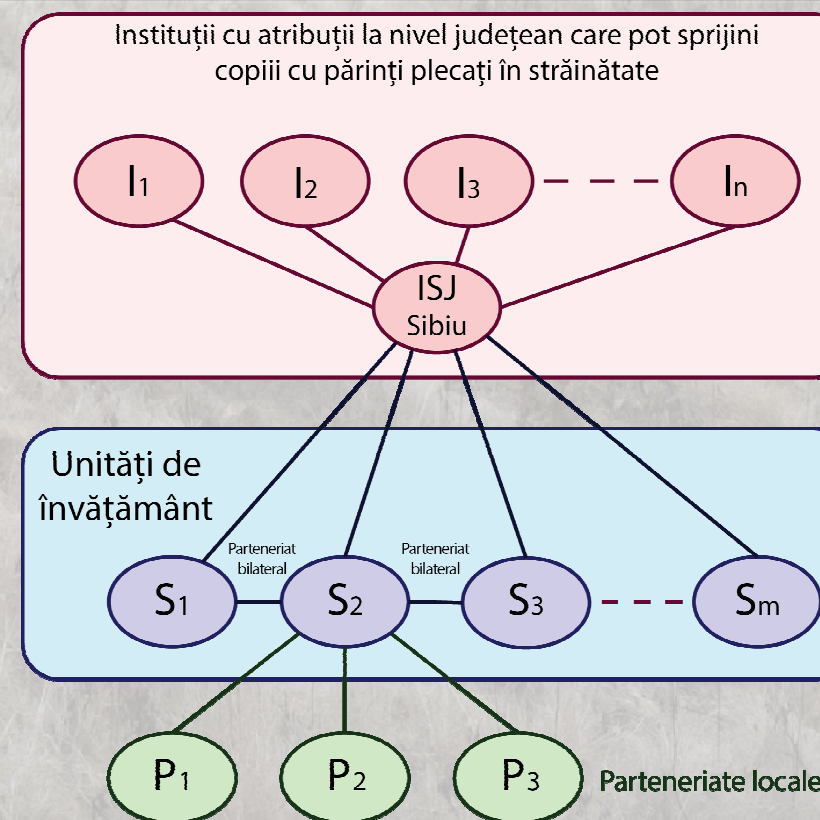 Instituții cu atribuții la nivel județean care pot sprijini
copiii cu părinți plecați în străinătate
I1 I2 I3 In
ISJ
Sibiu
Unități de
învățământ
Parteneriat
bilateral
Parteneriat
bilateral
S1 S2 S3 Sm
P1 P2 P3 Parteneriate locale